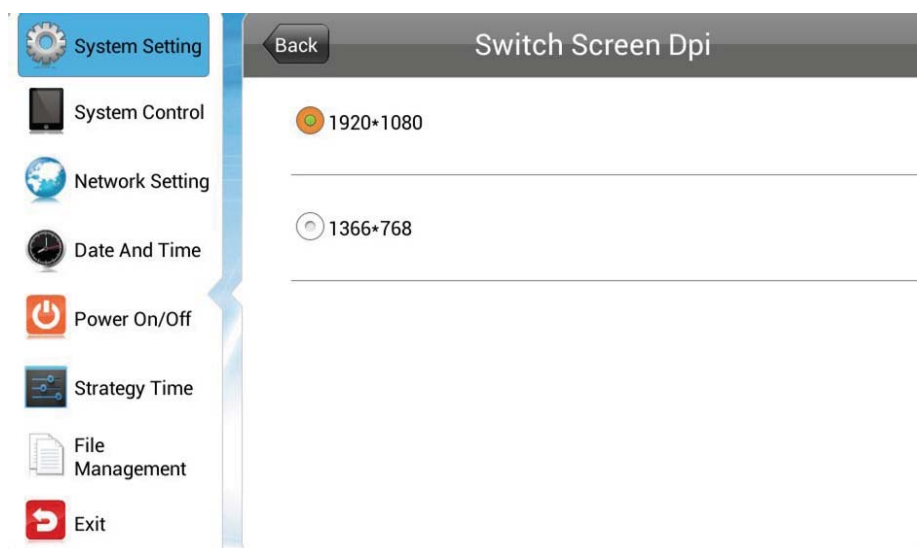 System Setting
System Control
Network Setting
Date And Time
Power On/Off
Strategy Time
File
Management
Exit
Back
Switch Screen Dpi
1920*1080
1366*768